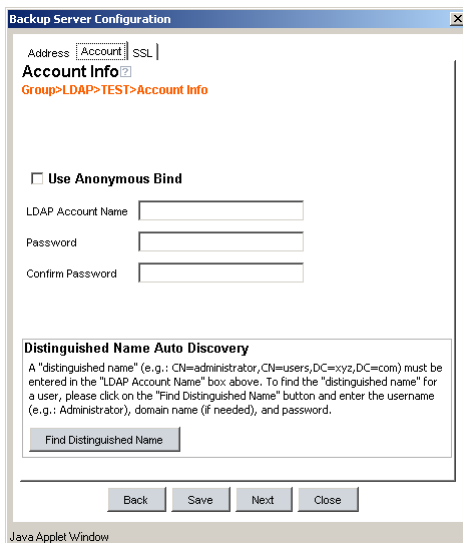 Backup Server Configuration
Address Account SSL
Account Info ?
Group>LDAP>TEST>Account Info
Use Anonymous Bind
LDAP Account Name
Password
Confirm Password
Distinguished Name Auto Discovery
A "distinguished name" (e.g.: CN=administrator,CN=users,DC=xyz,DC=com) must be
entered in the "LDAP Account Name" box above. To find the "distinguished name" for
a user, please click on the "Find Distinguished Name" button and enter the username
(e.g.: Administrator), domain name (if needed), and password.
Find Distinguished Name
Back Save Next Close
Java Applet Window